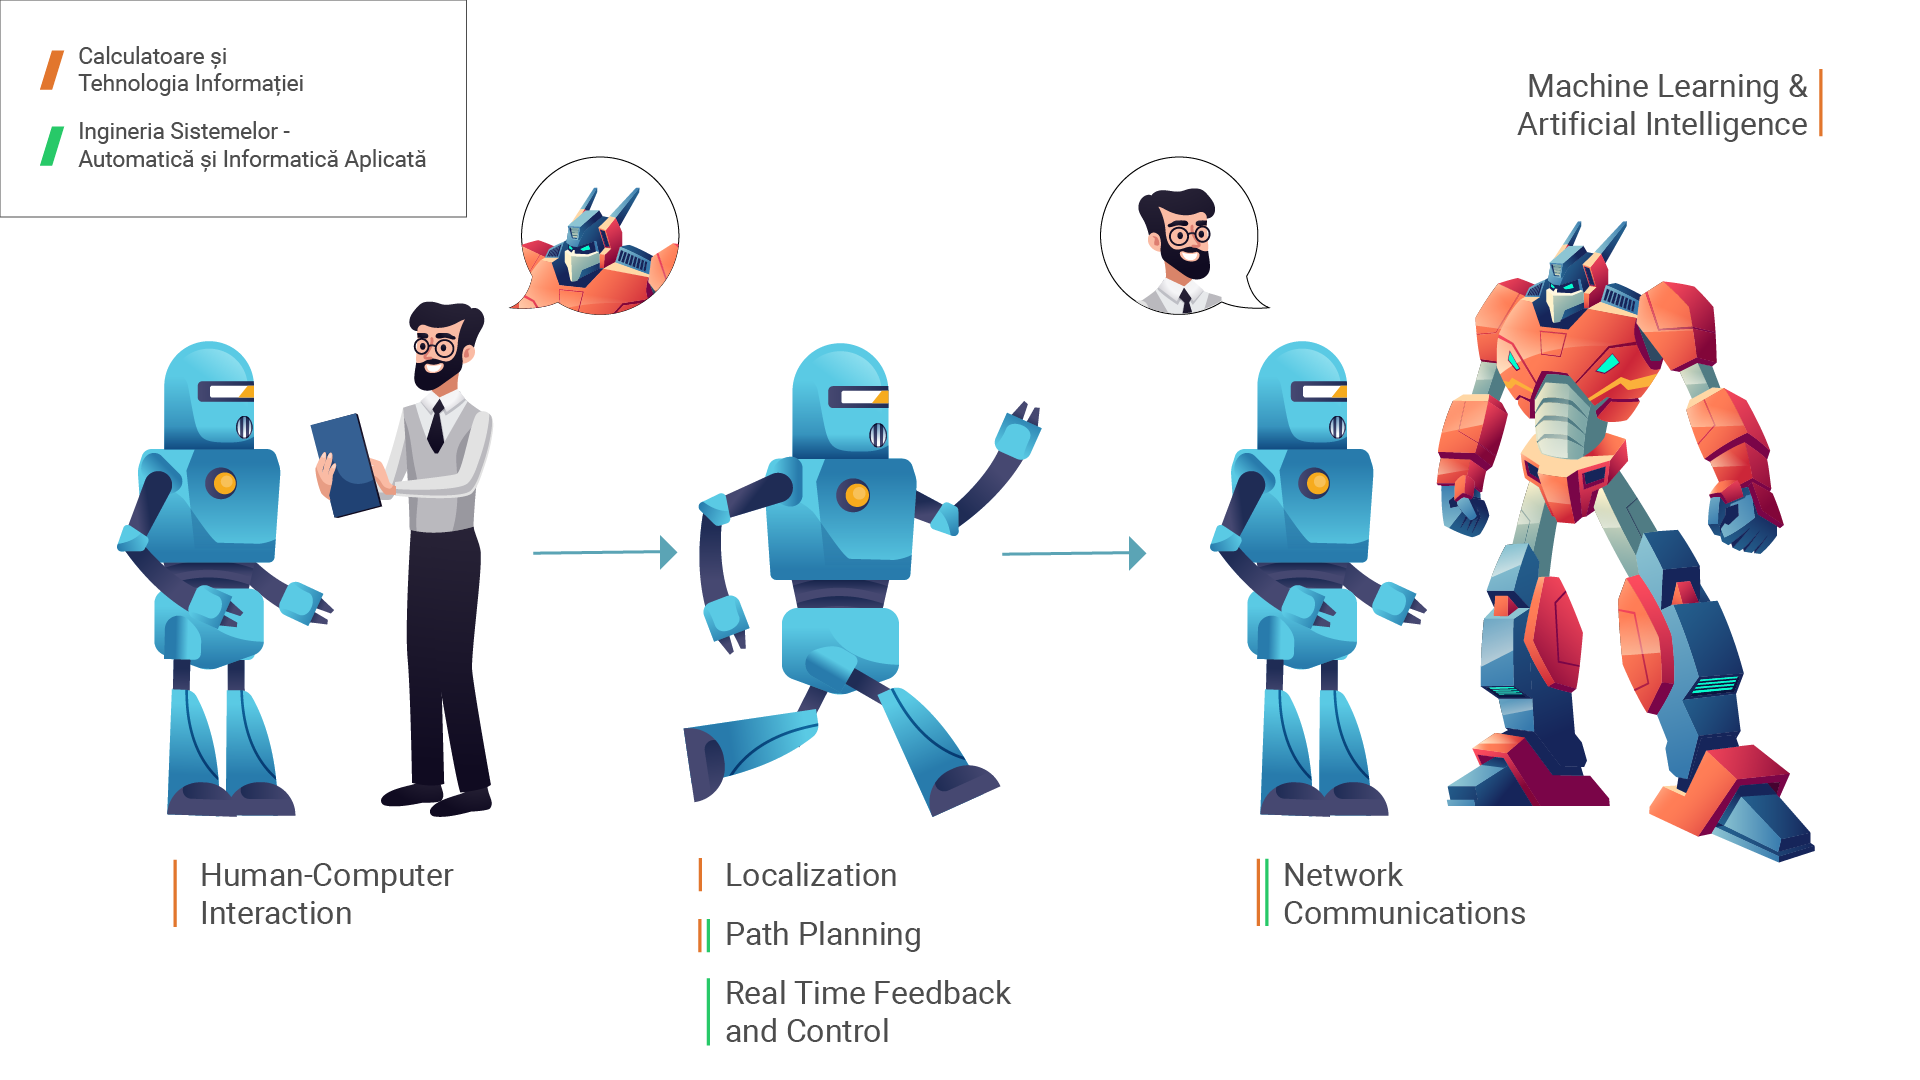 Calculatoare și
Tehnologia Informației
Ingineria Sistemelor -
Automatică și Informatică Aplicată
Machine Learning &
Artificial Intelligence
Human-Computer
Interaction
Localization
Path Planning
Real Time Feedback
and Control
Network
Communications